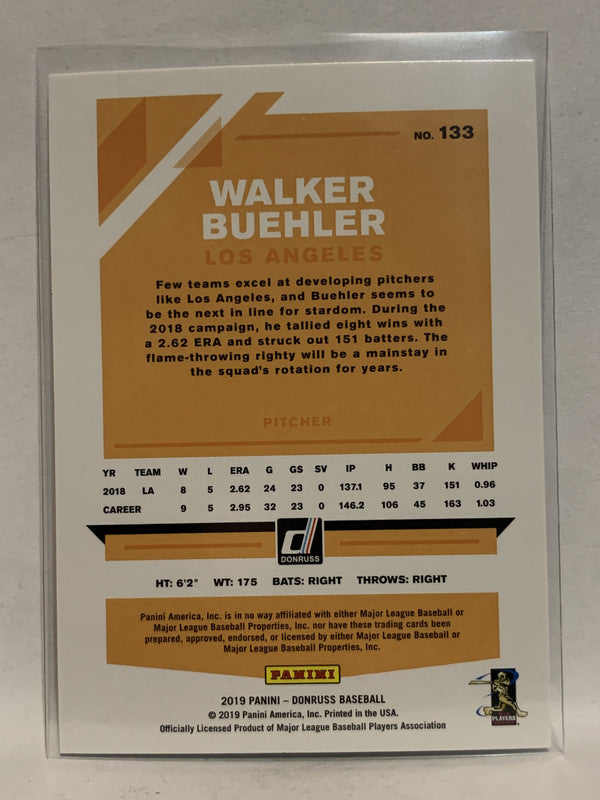 NO. 133
WALKER
BUEHLER
LOS ANGELES
Few teams excel at developing pitchers
like Los Angeles, and Buehler seems to
be the next in line for stardom. During the
2018 campaign, he tallied eight wins with
a 2.62 ERA and struck out 151 batters. The
flame-throwing righty will be a mainstay in
the squad's rotation for years.
PITCHER
YR TEAM W L ERA G GS SV IP H BB K WHIP
2018 LA 8 5 2.62 24 23 0 137.1 95 37 151 0.96
CAREER 9 5 2.95 32 23 0 146.2 106 45 163 1.03
DONRUSS
HT: 6'2" WT: 175 BATS: RIGHT THROWS: RIGHT
Panini America, Inc. is in no way affiliated with either Major League Baseball or
Major League Baseball Properties, Inc. nor have these trading cards been
prepared, approved, endorsed, or licensed by either Major League Baseball or
Major League Baseball Properties, Inc.
PANINI
2019 PANINI – DONRUSS BASEBALL
© 2019 Panini America, Inc. Printed in the USA.
Officially Licensed Product of Major League Baseball Players Association
PLAYERS